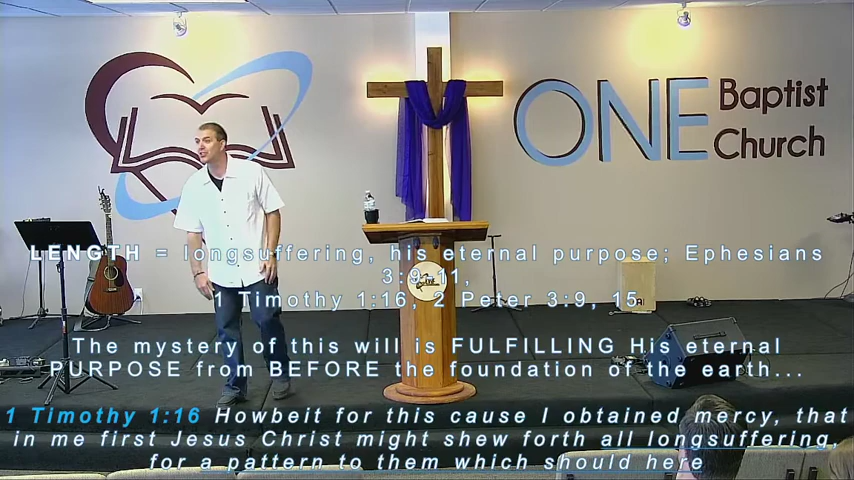 ONE Baptist
Church
LENGTH = longsuffering, his eternal purpose; Ephesians
3:9-11,
1 Timothy 1:16, 2 Peter 3:9, 15
The mystery of this will is FULFILLING His eternal
PURPOSE from BEFORE the foundation of the earth...
1 Timothy 1:16 Howbeit for this cause I obtained mercy, that
in me first Jesus Christ might shew forth all longsuffering,
for a pattern to them which should here